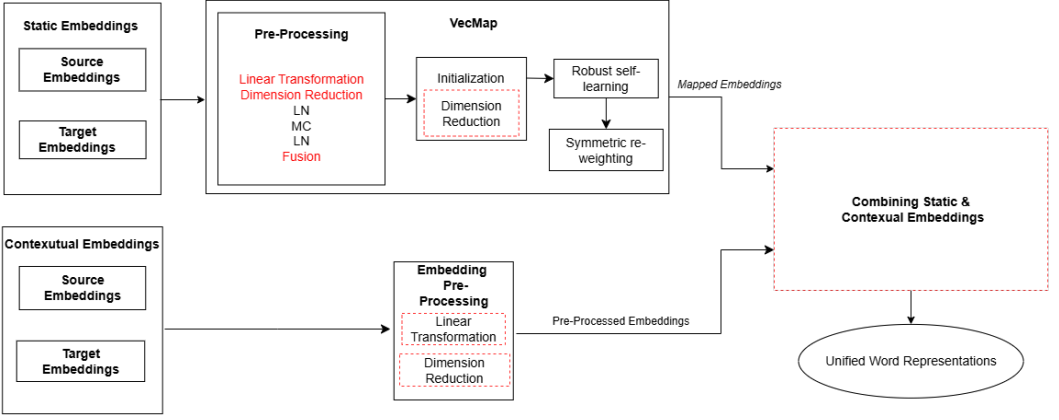 Static Embeddings
Source
Embeddings
Target
Embeddings
VecMap
Pre-Processing
Linear Transformation
Dimension Reduction
LN
MC
LN
Fusion
Initialization
Dimension
Reduction
Robust self-
learning
Symmetric re-
weighting
Mapped Embeddings
Combining Static &
Contexual Embeddings
Contexutual Embeddings
Source
Embeddings
Target
Embeddings
Embedding
Pre-
Processing
Linear
Transformation
Dimension
Reduction
Pre-Processed Embeddings
Unified Word Representations